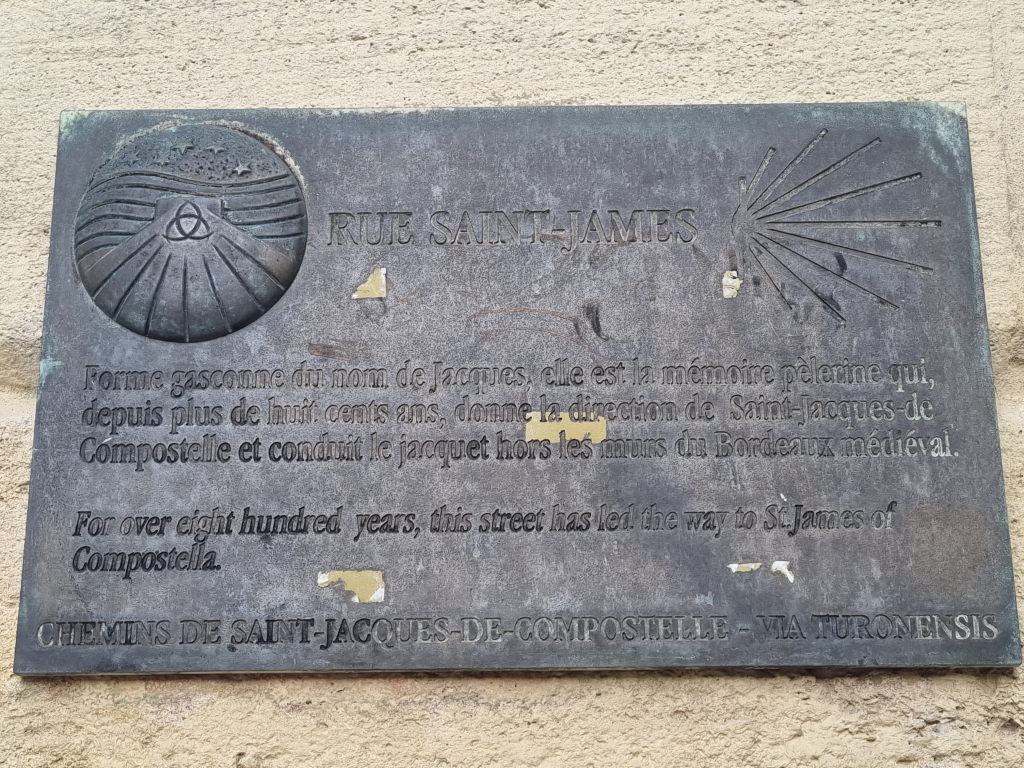 RUE SAINT-JAMES
Forme gasconne du nom de Jacques, elle est la mémoire pèlerine qui,
depuis plus de huit cents ans, donne la direction de Saint-Jacques-de
Compostelle et conduit le jacquet hors les murs du Bordeaux médiéval.
For over eight hundred years, this street has led the way to St.James of
Compostella.
CHEMINS DE SAINT-JACQUES-DE-COMPOSTELLE - VIA TURONENSIS